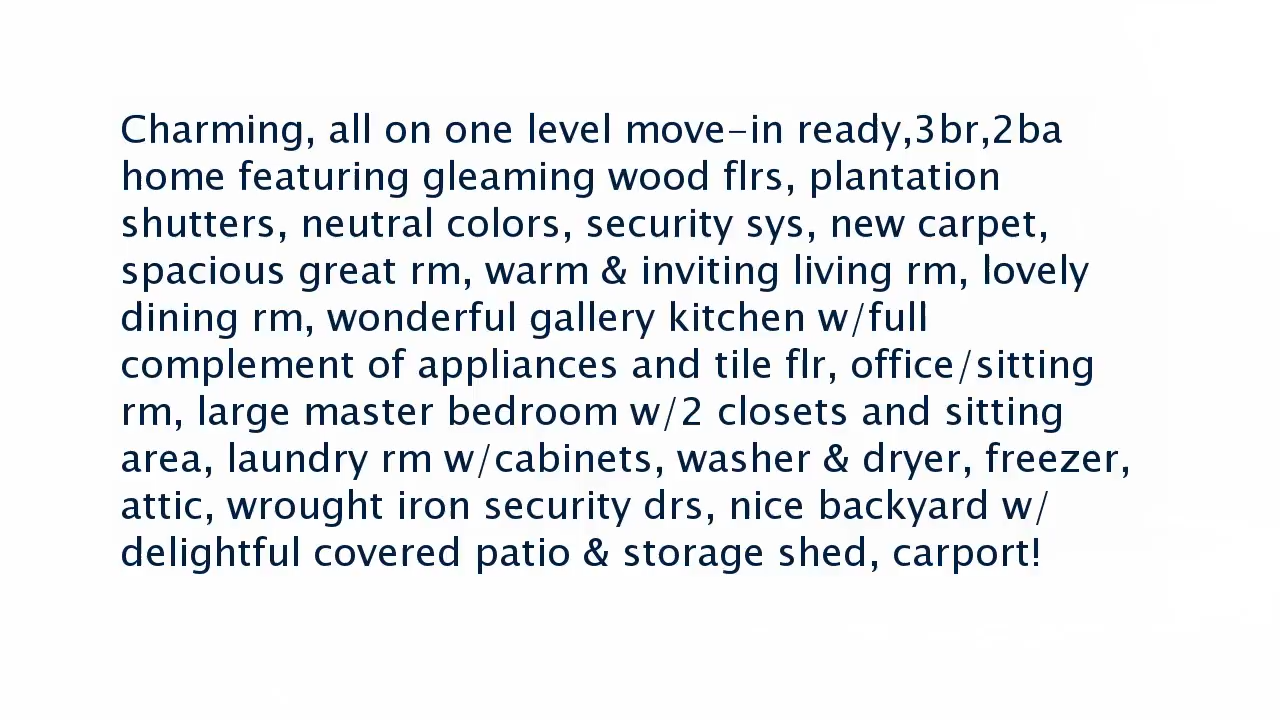 Charming, all on one level move-in ready,3br,2ba
home featuring gleaming wood flrs, plantation
shutters, neutral colors, security sys, new carpet,
spacious great rm, warm & inviting living rm, lovely
dining rm, wonderful gallery kitchen w/full
complement of appliances and tile flr, office/sitting
rm, large master bedroom w/2 closets and sitting
area, laundry rm w/cabinets, washer & dryer, freezer,
attic, wrought iron security drs, nice backyard w/
delightful covered patio & storage shed, carport!